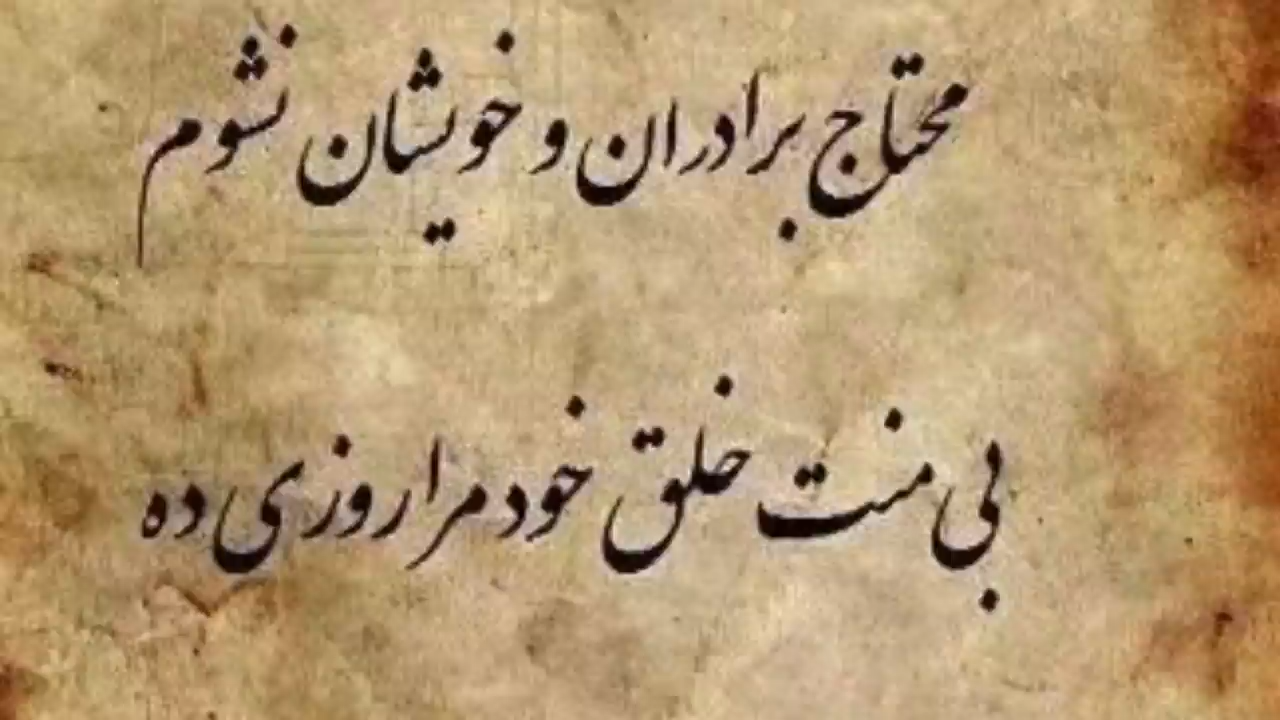 محتاج برادران و خویشان نشوم
بی منت خلق خود مرا روزی ده